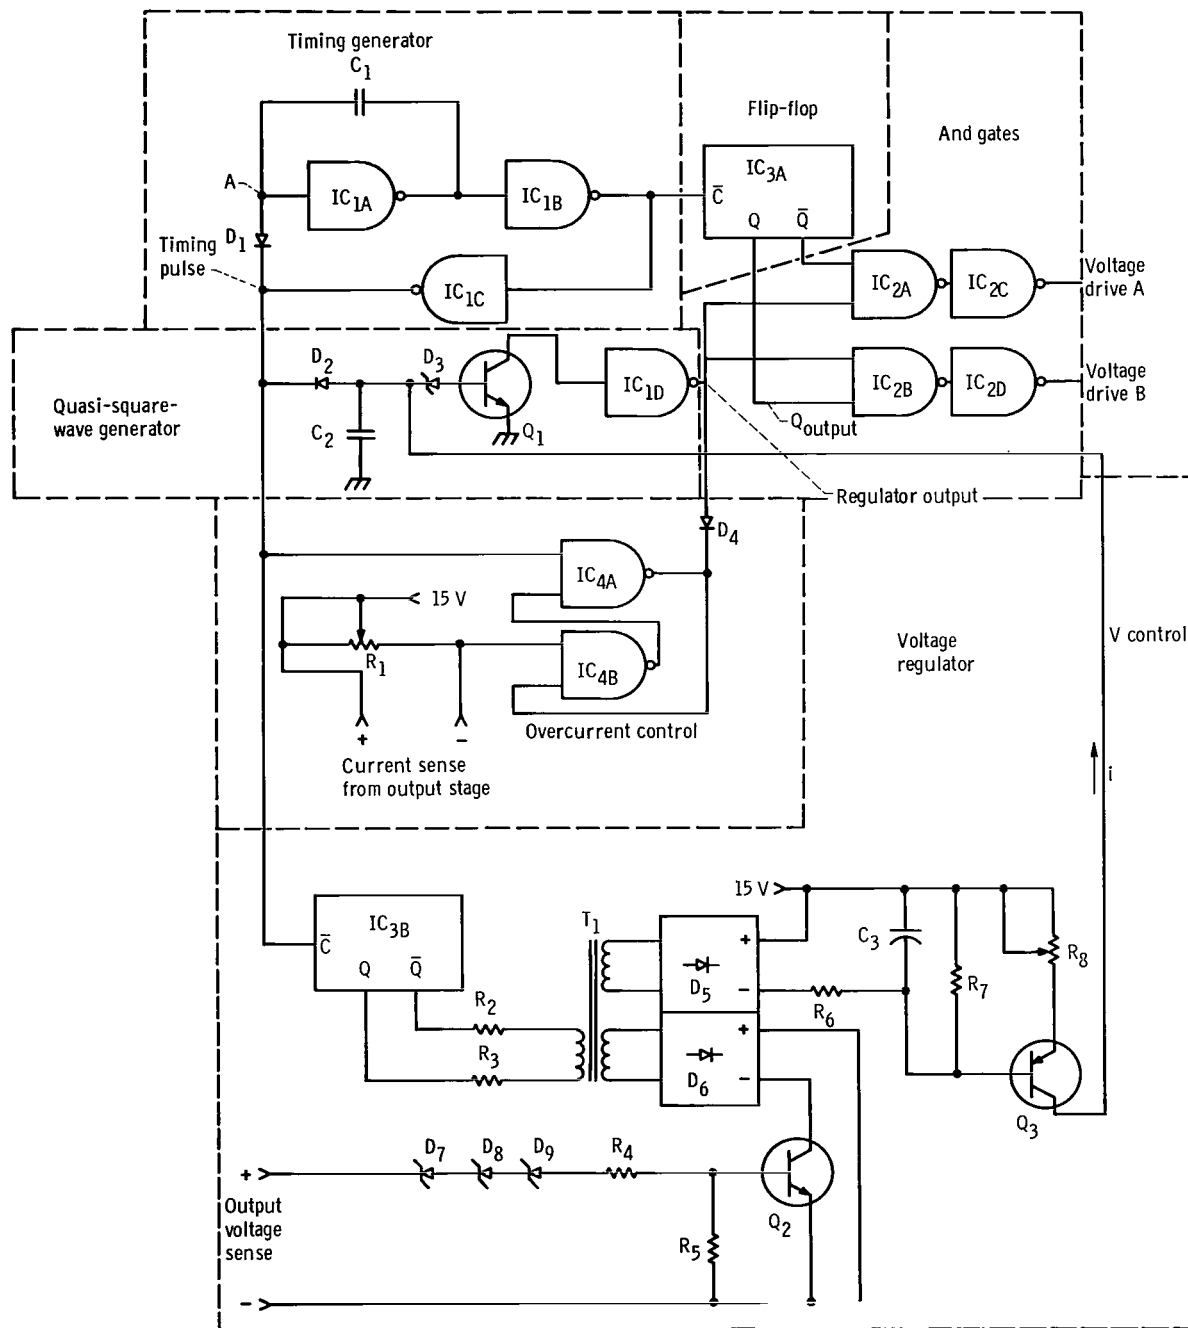 Timing generator
C1
Flip-flop
And gates
IC3A
A
IC1A
IC1B
C̅
Q
Q̅
D1
Timing
pulse
IC1C
IC2A
IC2C
Voltage
drive A
D2
D3
IC1D
IC2B
IC2D
Voltage
drive B
Quasi-square-
wave generator
C2
Q1
Qoutput
Regulator output
D4
IC4A
15 V
R1
IC4B
Voltage
regulator
V control
+
−
Overcurrent control
Current sense
from output stage
i
15 V
IC3B
T1
C3
C̅
Q
Q̅
+
D5
−
R8
R7
R6
R2
R3
+
D6
−
Q3
D7
D8
D9
R4
+
Output
voltage
sense
Q2
R5
−